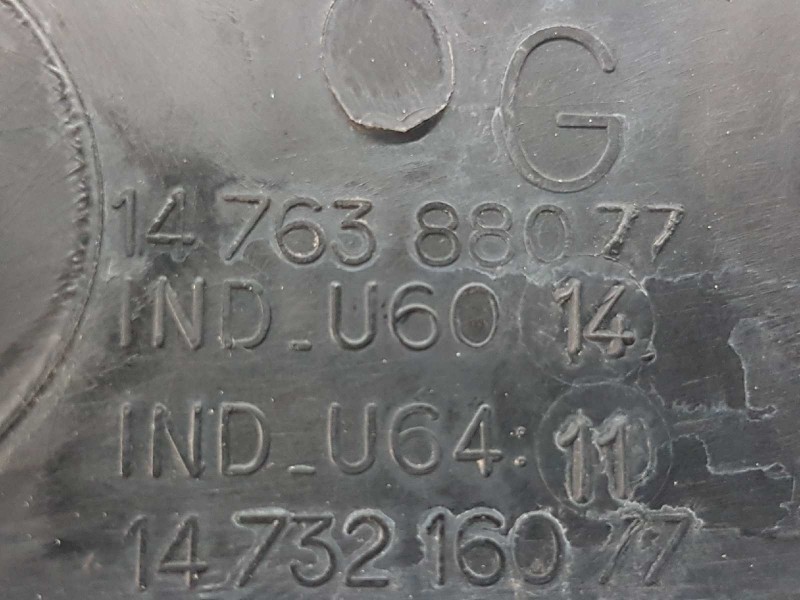 G
14 763 880 77
IND_U60 14
IND_U64: 11
14 732 160 77